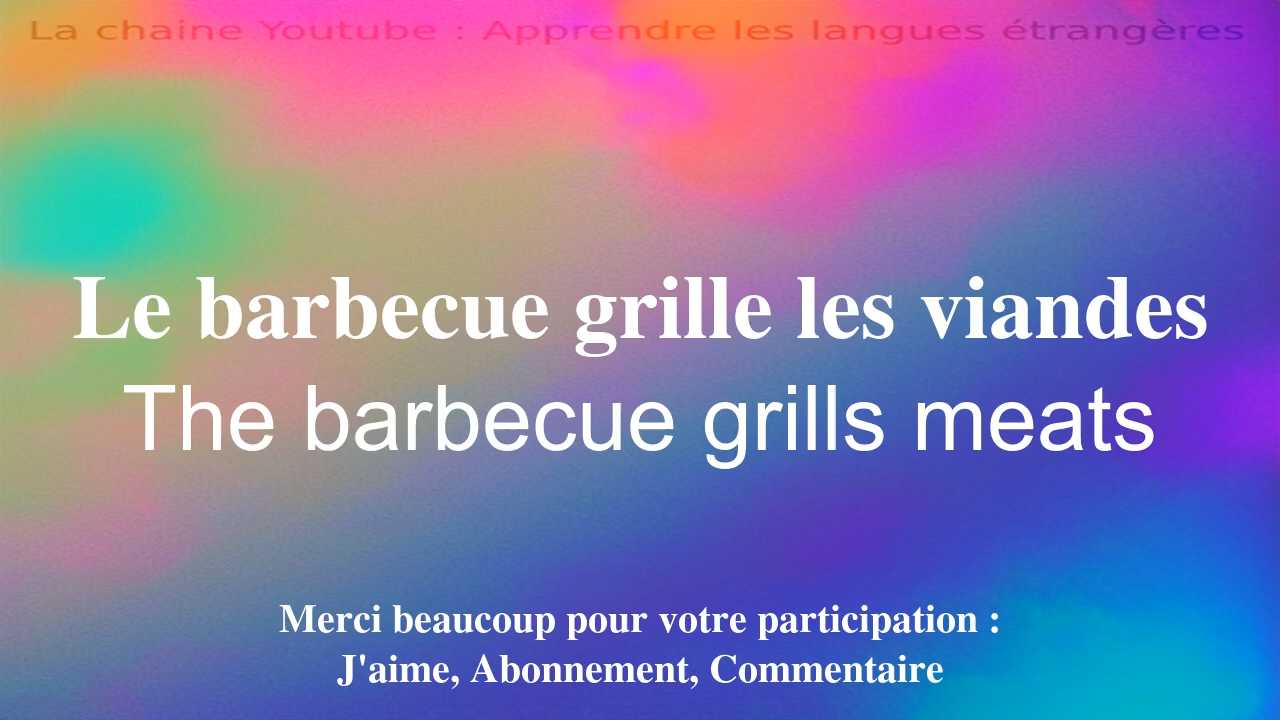 La chaine Youtube : Apprendre les langues étrangères
Le barbecue grille les viandes
The barbecue grills meats
Merci beaucoup pour votre participation :
J'aime, Abonnement, Commentaire